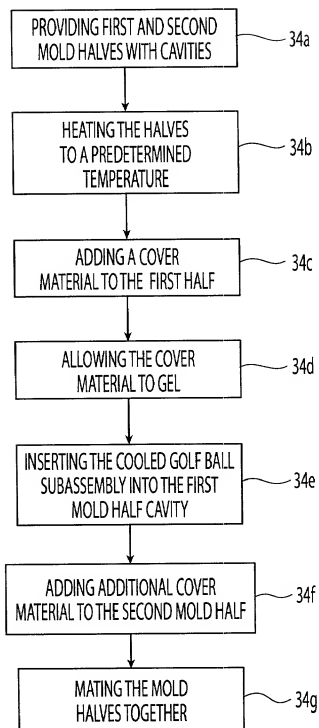 PROVIDING FIRST AND SECOND
MOLD HALVES WITH CAVITIES
34a
HEATING THE HALVES
TO A PREDETERMINED
TEMPERATURE
34b
ADDING A COVER
MATERIAL TO THE FIRST HALF
34c
ALLOWING THE COVER
MATERIAL TO GEL
34d
INSERTING THE COOLED GOLF BALL
SUBASSEMBLY INTO THE FIRST
MOLD HALF CAVITY
34e
ADDING ADDITIONAL COVER
MATERIAL TO THE SECOND MOLD HALF
34f
MATING THE MOLD
HALVES TOGETHER
34g